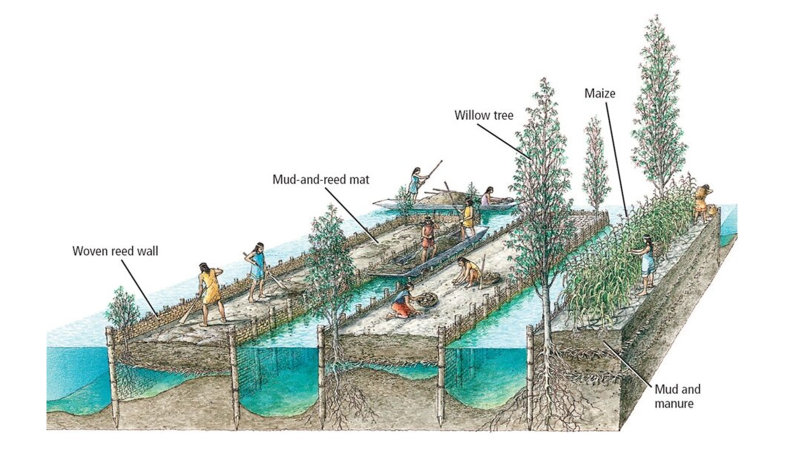 Maize
Willow tree
Mud-and-reed mat
Woven reed wall
Mud and
manure